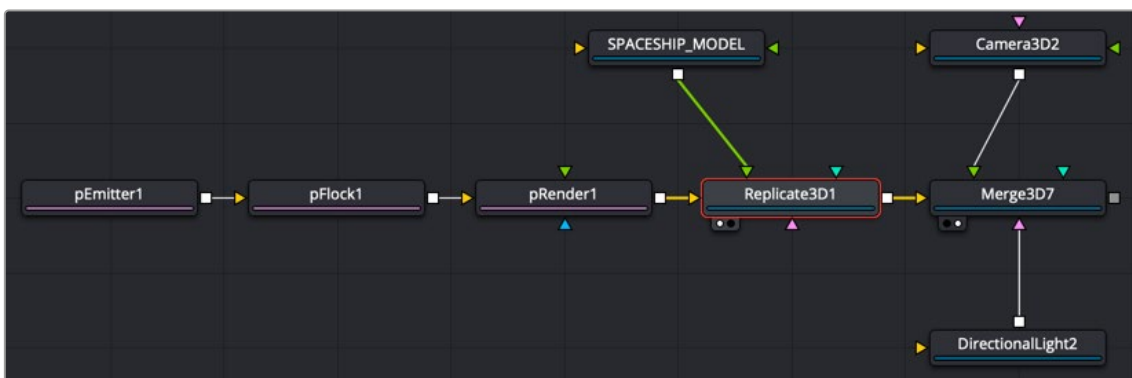 SPACESHIP_MODEL
Camera3D2
pEmitter1
pFlock1
pRender1
Replicate3D1
Merge3D7
DirectionalLight2